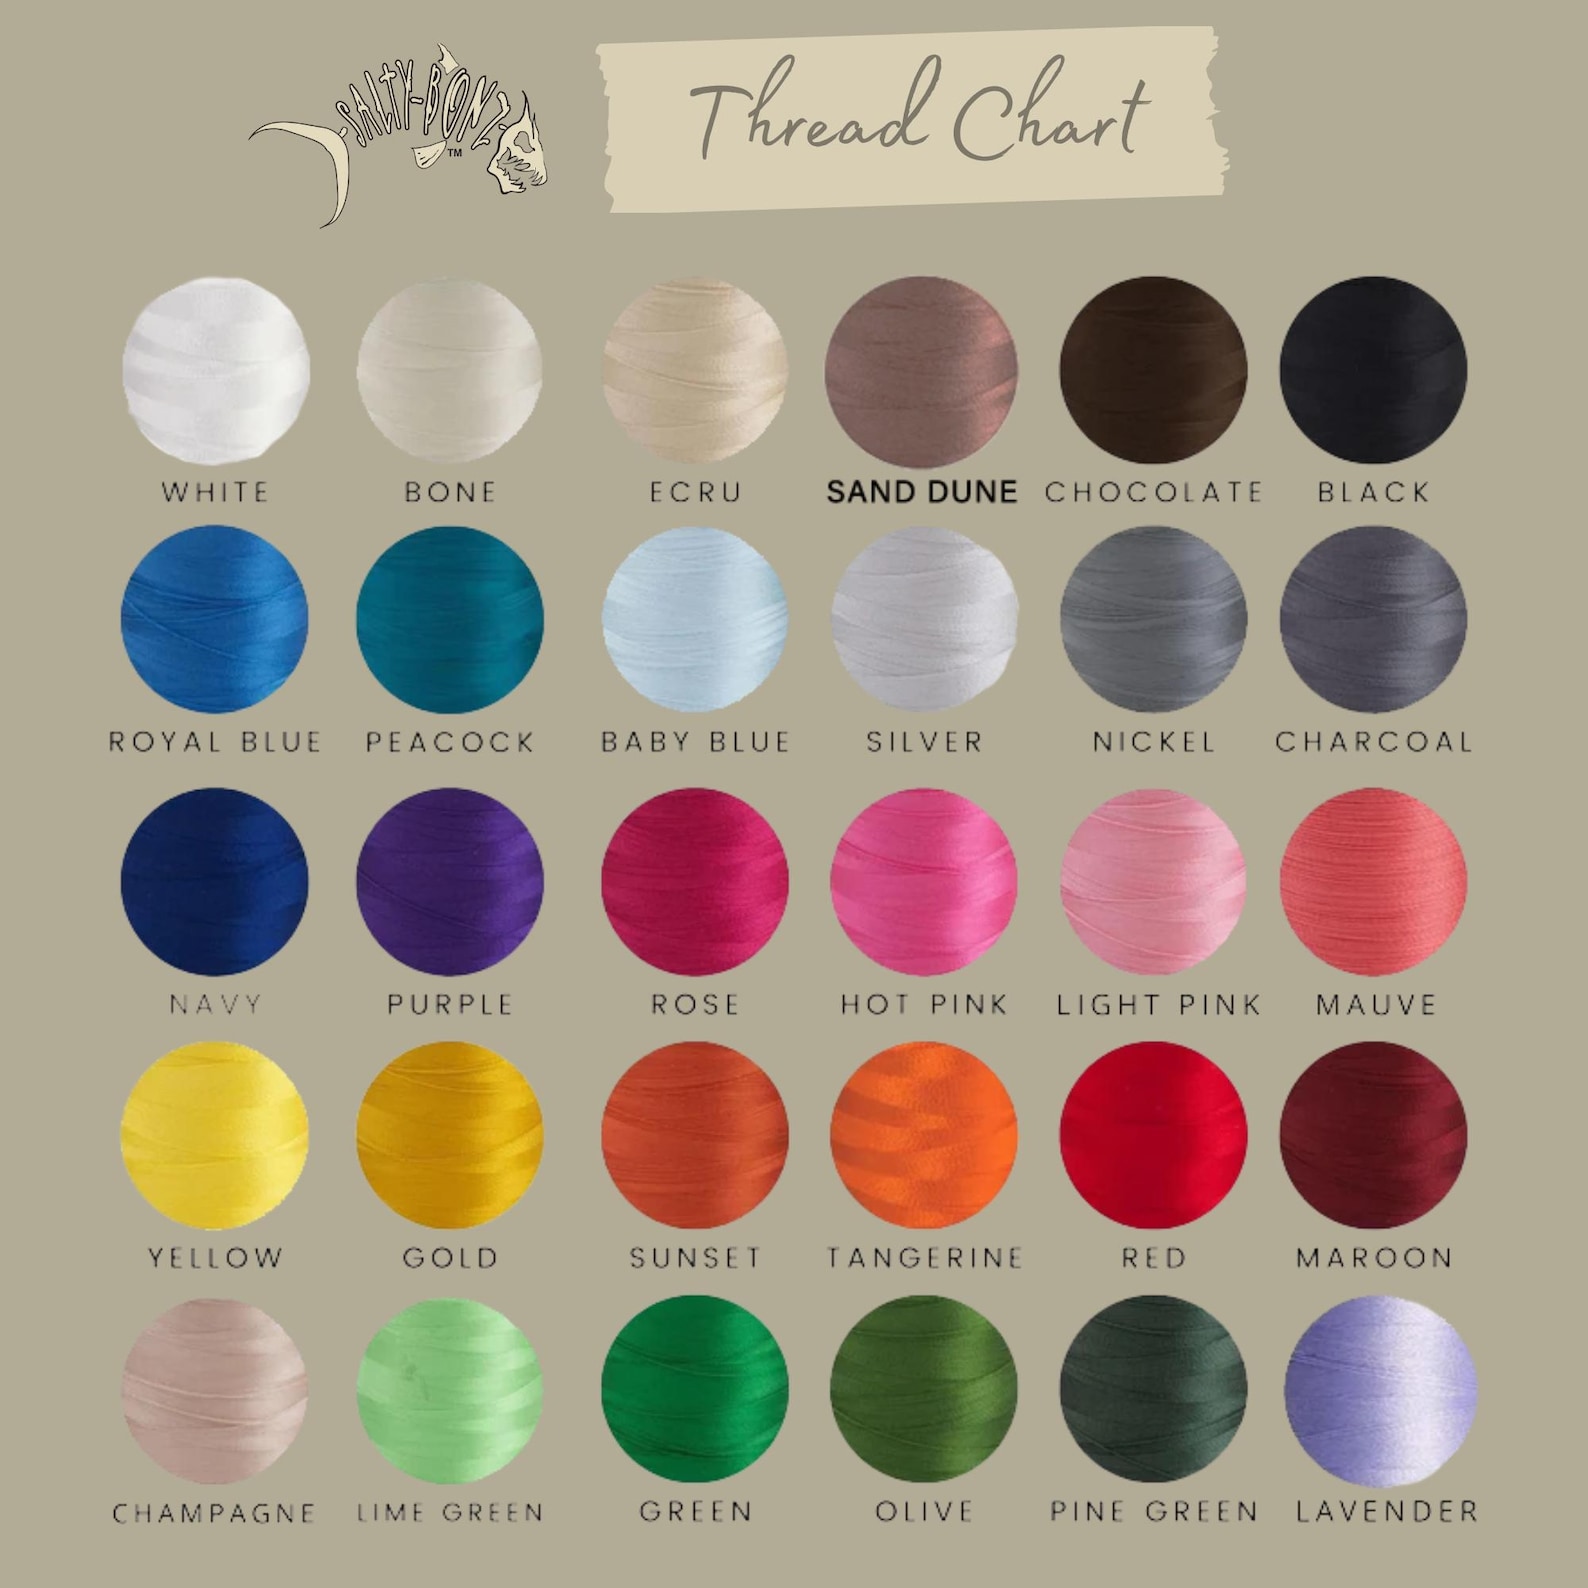 SALTY-BONZ
TM
Thread Chart
WHITE BONE ECRU SAND DUNE CHOCOLATE BLACK
ROYAL BLUE PEACOCK BABY BLUE SILVER NICKEL CHARCOAL
NAVY PURPLE ROSE HOT PINK LIGHT PINK MAUVE
YELLOW GOLD SUNSET TANGERINE RED MAROON
CHAMPAGNE LIME GREEN GREEN OLIVE PINE GREEN LAVENDER